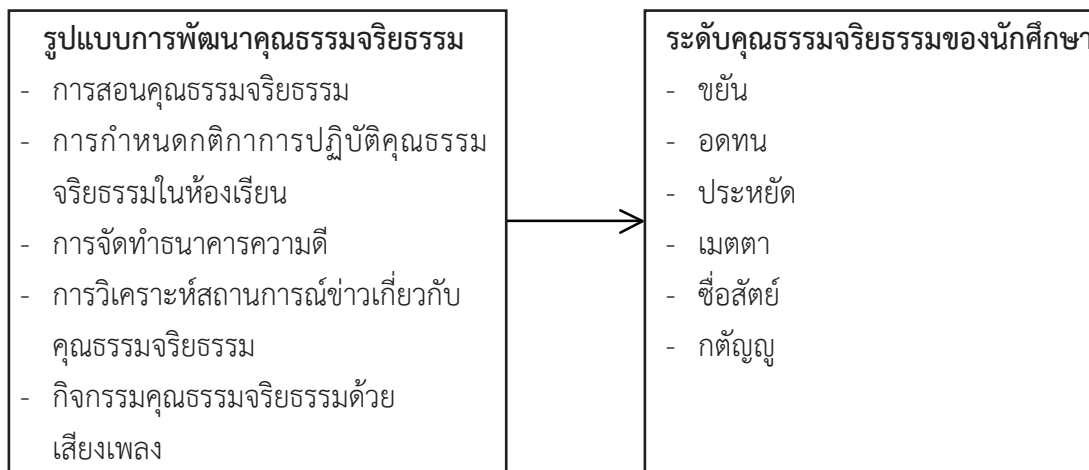 รูปแบบการพัฒนาคุณธรรมจริยธรรม
- การสอนคุณธรรมจริยธรรม
- การกำหนดกติกาการปฏิบัติคุณธรรม
จริยธรรมในห้องเรียน
- การจัดทำธนาคารความดี
- การวิเคราะห์สถานการณ์ข่าวเกี่ยวกับ
คุณธรรมจริยธรรม
- กิจกรรมคุณธรรมจริยธรรมด้วย
เสียงเพลง
ระดับคุณธรรมจริยธรรมของนักศึกษา
- ขยัน
- อดทน
- ประหยัด
- เมตตา
- ซื่อสัตย์
- กตัญญู